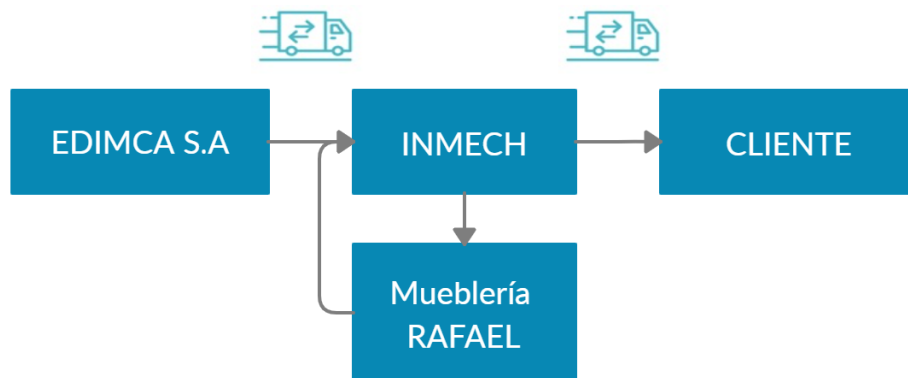 EDIMCA S.A
INMECH
CLIENTE
Mueblería
RAFAEL